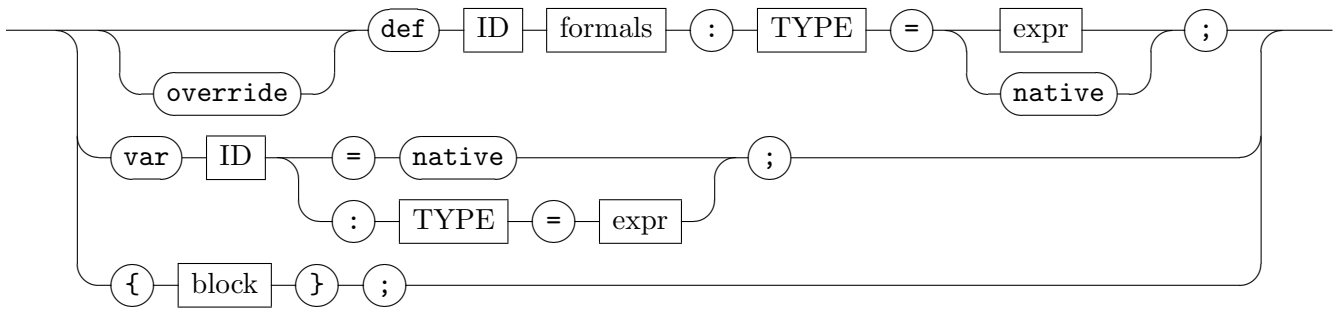 def ID formals : TYPE = expr ;
override native
var ID = native ;
: TYPE = expr
{ block } ;